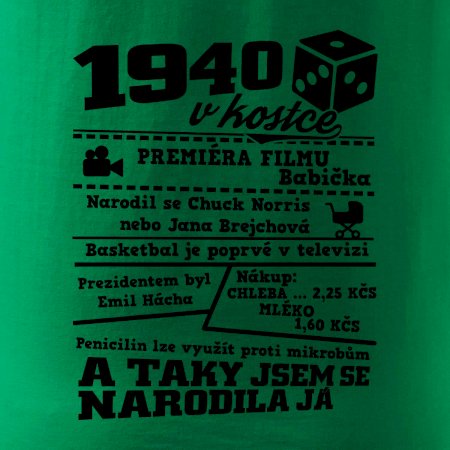 1940
v kostce
PREMIÉRA FILMU
Babička
Narodil se Chuck Norris
nebo Jana Brejchová
Basketbal je poprvé v televizi
Prezidentem byl
Emil Hácha
Nákup:
CHLEBA ... 2,25 KČS
MLÉKO
1,60 KČS
Penicilin lze využít proti mikrobům
A TAKY JSEM SE
NARODILA JÁ